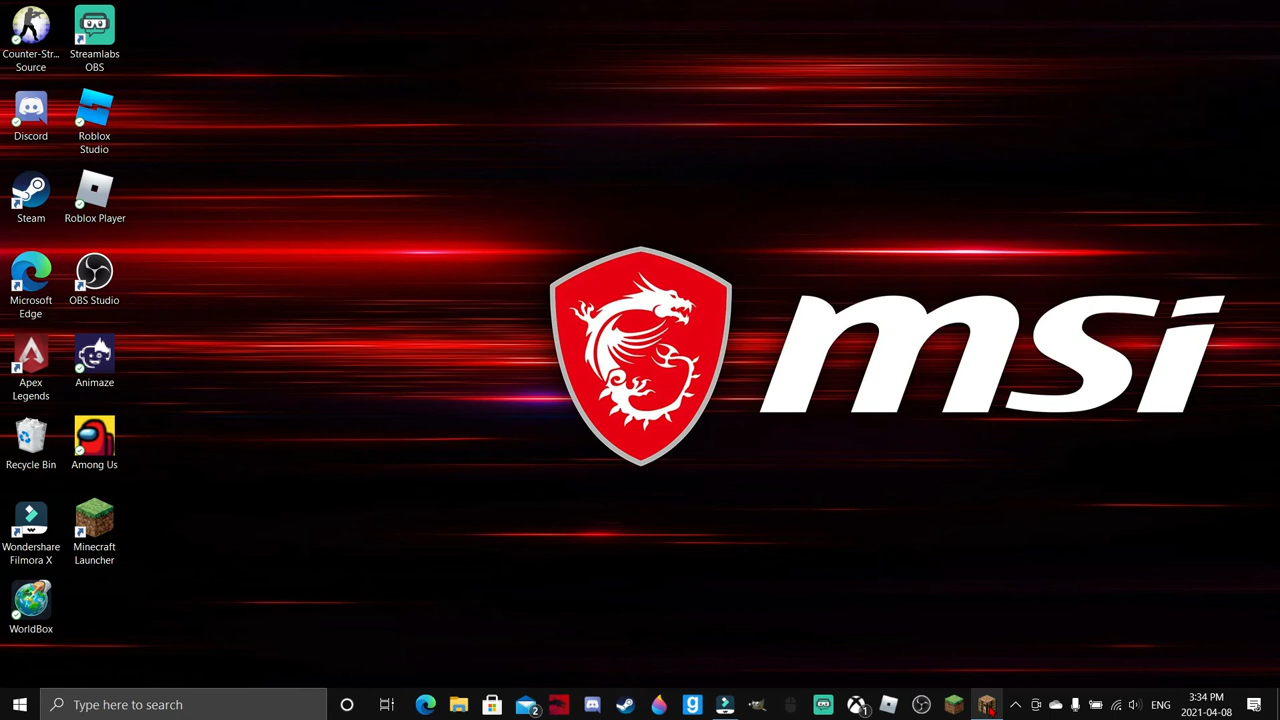 Counter-Str...
Source
Streamlabs
OBS
Discord
Roblox
Studio
Steam
Roblox Player
Microsoft
Edge
OBS Studio
Apex
Legends
Animaze
Recycle Bin
Among Us
Wondershare
Filmora X
Minecraft
Launcher
WorldBox
msi
Type here to search
2
1
ENG
3:34 PM
2021-04-08